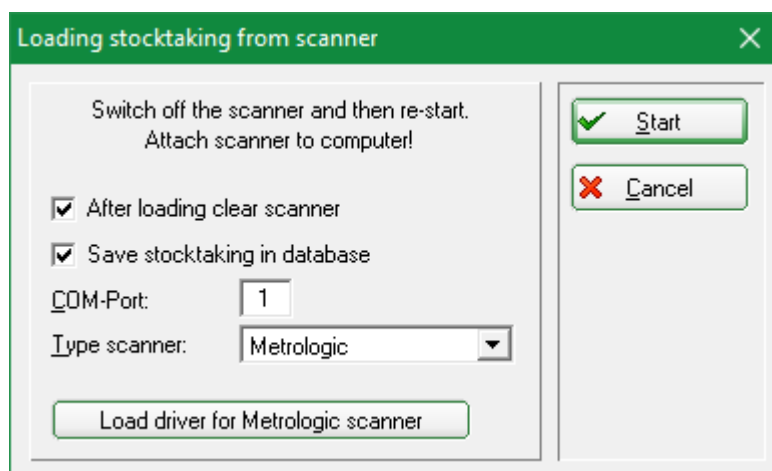 Loading stocktaking from scanner
Switch off the scanner and then re-start.
Attach scanner to computer!
After loading clear scanner
Save stocktaking in database
COM-Port: 1
Type scanner: Metrologic
Load driver for Metrologic scanner
Start
Cancel